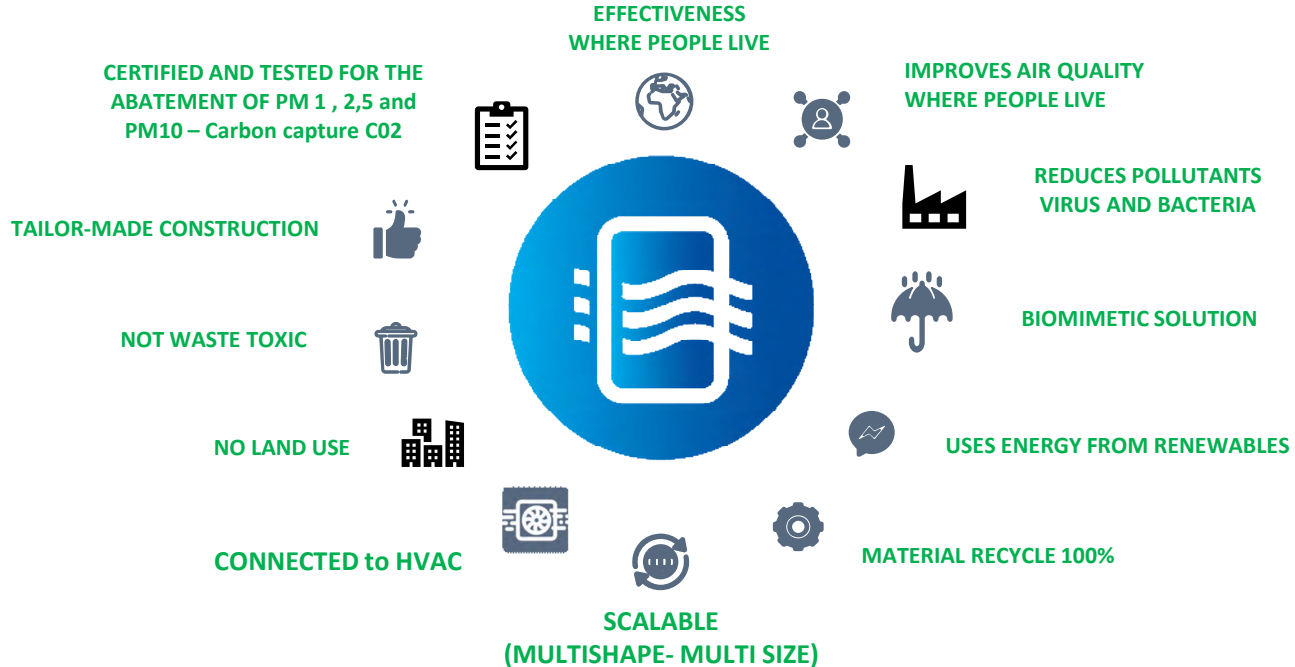 EFFECTIVENESS
WHERE PEOPLE LIVE
CERTIFIED AND TESTED FOR THE
ABATEMENT OF PM 1 , 2,5 and
PM10 – Carbon capture C02
IMPROVES AIR QUALITY
WHERE PEOPLE LIVE
REDUCES POLLUTANTS
VIRUS AND BACTERIA
TAILOR-MADE CONSTRUCTION
BIOMIMETIC SOLUTION
NOT WASTE TOXIC
NO LAND USE
USES ENERGY FROM RENEWABLES
CONNECTED to HVAC
MATERIAL RECYCLE 100%
SCALABLE
(MULTISHAPE- MULTI SIZE)